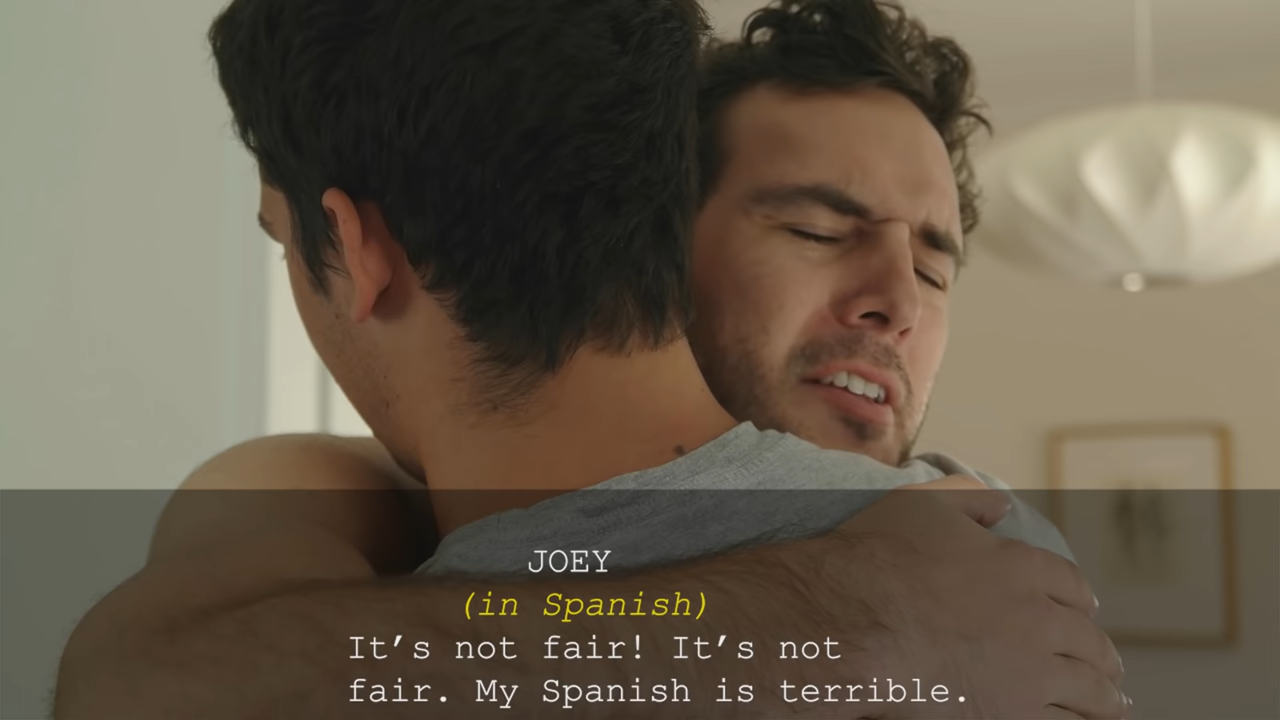 JOEY
(in Spanish)
It’s not fair! It’s not
fair. My Spanish is terrible.